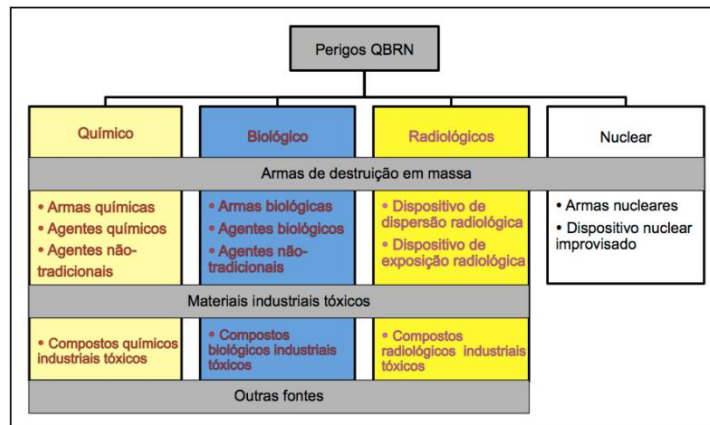 Perigos QBRN
Químico
Biológico
Radiológicos
Nuclear
Armas de destruição em massa
• Armas químicas
• Agentes químicos
• Agentes não-
tradicionais
• Armas biológicas
• Agentes biológicos
• Agentes não-
tradicionais
• Dispositivo de
dispersão radiológica
• Dispositivo de
exposição radiológica
• Armas nucleares
• Dispositivo nuclear
improvisado
Materiais industriais tóxicos
• Compostos químicos
industriais tóxicos
• Compostos
biológicos industriais
tóxicos
• Compostos
radiológicos industriais
tóxicos
Outras fontes